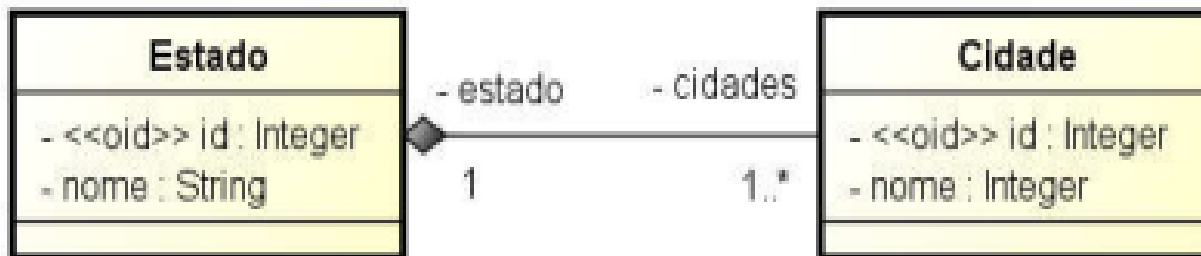 Estado
- <<oid>> id : Integer
- nome : String
- estado
1
- cidades
1..*
Cidade
- <<oid>> id : Integer
- nome : Integer